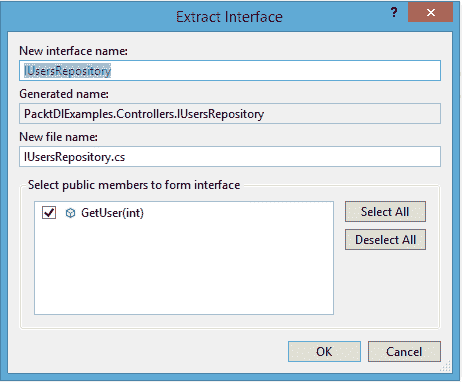 Extract Interface
?
×
New interface name:
IUsersRepository
Generated name:
PacktDIExamples.Controllers.IUsersRepository
New file name:
IUsersRepository.cs
Select public members to form interface
GetUser(int)
Select All
Deselect All
OK
Cancel